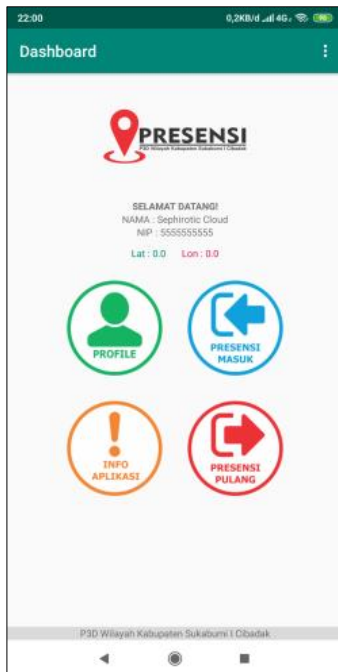 22:00 0,2KB/d 4G
Dashboard
PRESENSI
P3D Wilayah Kabupaten Sukabumi I Cibadak
SELAMAT DATANG!
NAMA : Sephirotic Cloud
NIP : 5555555555
Lat : 0.0 Lon : 0.0
PROFILE
PRESENSI
MASUK
INFO
APLIKASI
PRESENSI
PULANG
P3D Wilayah Kabupaten Sukabumi I Cibadak